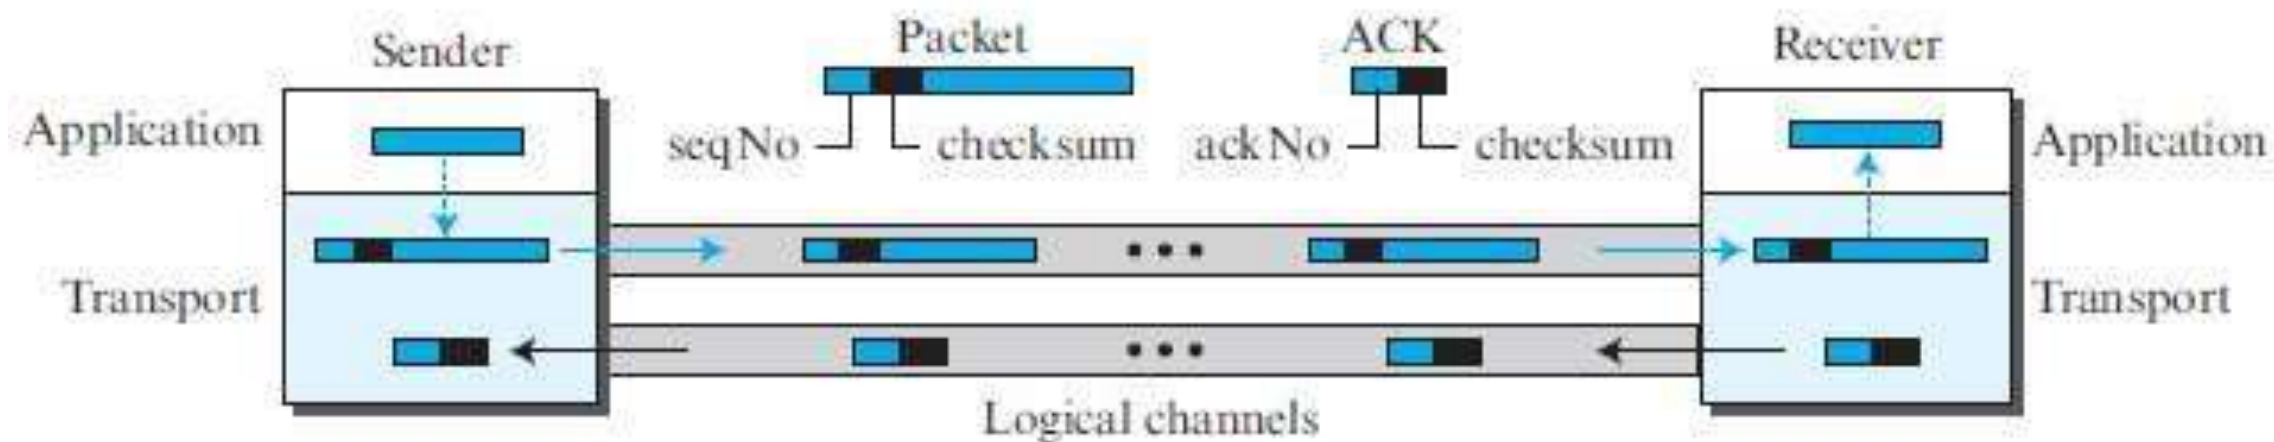 Sender
Packet
ACK
Receiver
Application
seqNo
checksum
ackNo
checksum
Application
Transport
Transport
Logical channels